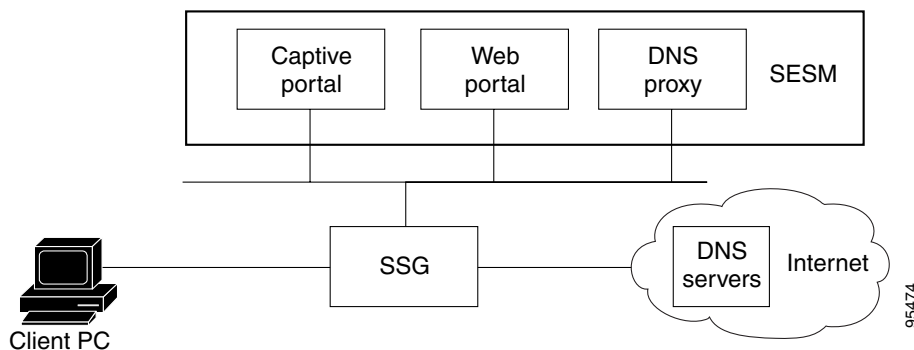 Captive
portal
Web
portal
DNS
proxy
SESM
SSG
DNS
servers
Internet
Client PC
95474